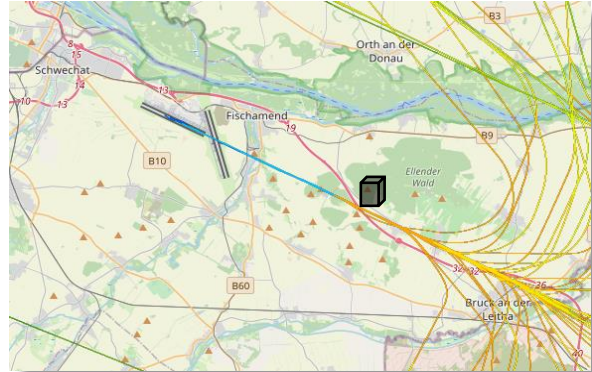 B3
Orth an der
Donau
8
15
Schwechat
14
13
10
13
Fischamend
19
B9
B10
Ellender
Wald
32
32
26
B60
Bruck an der
Leitha
40